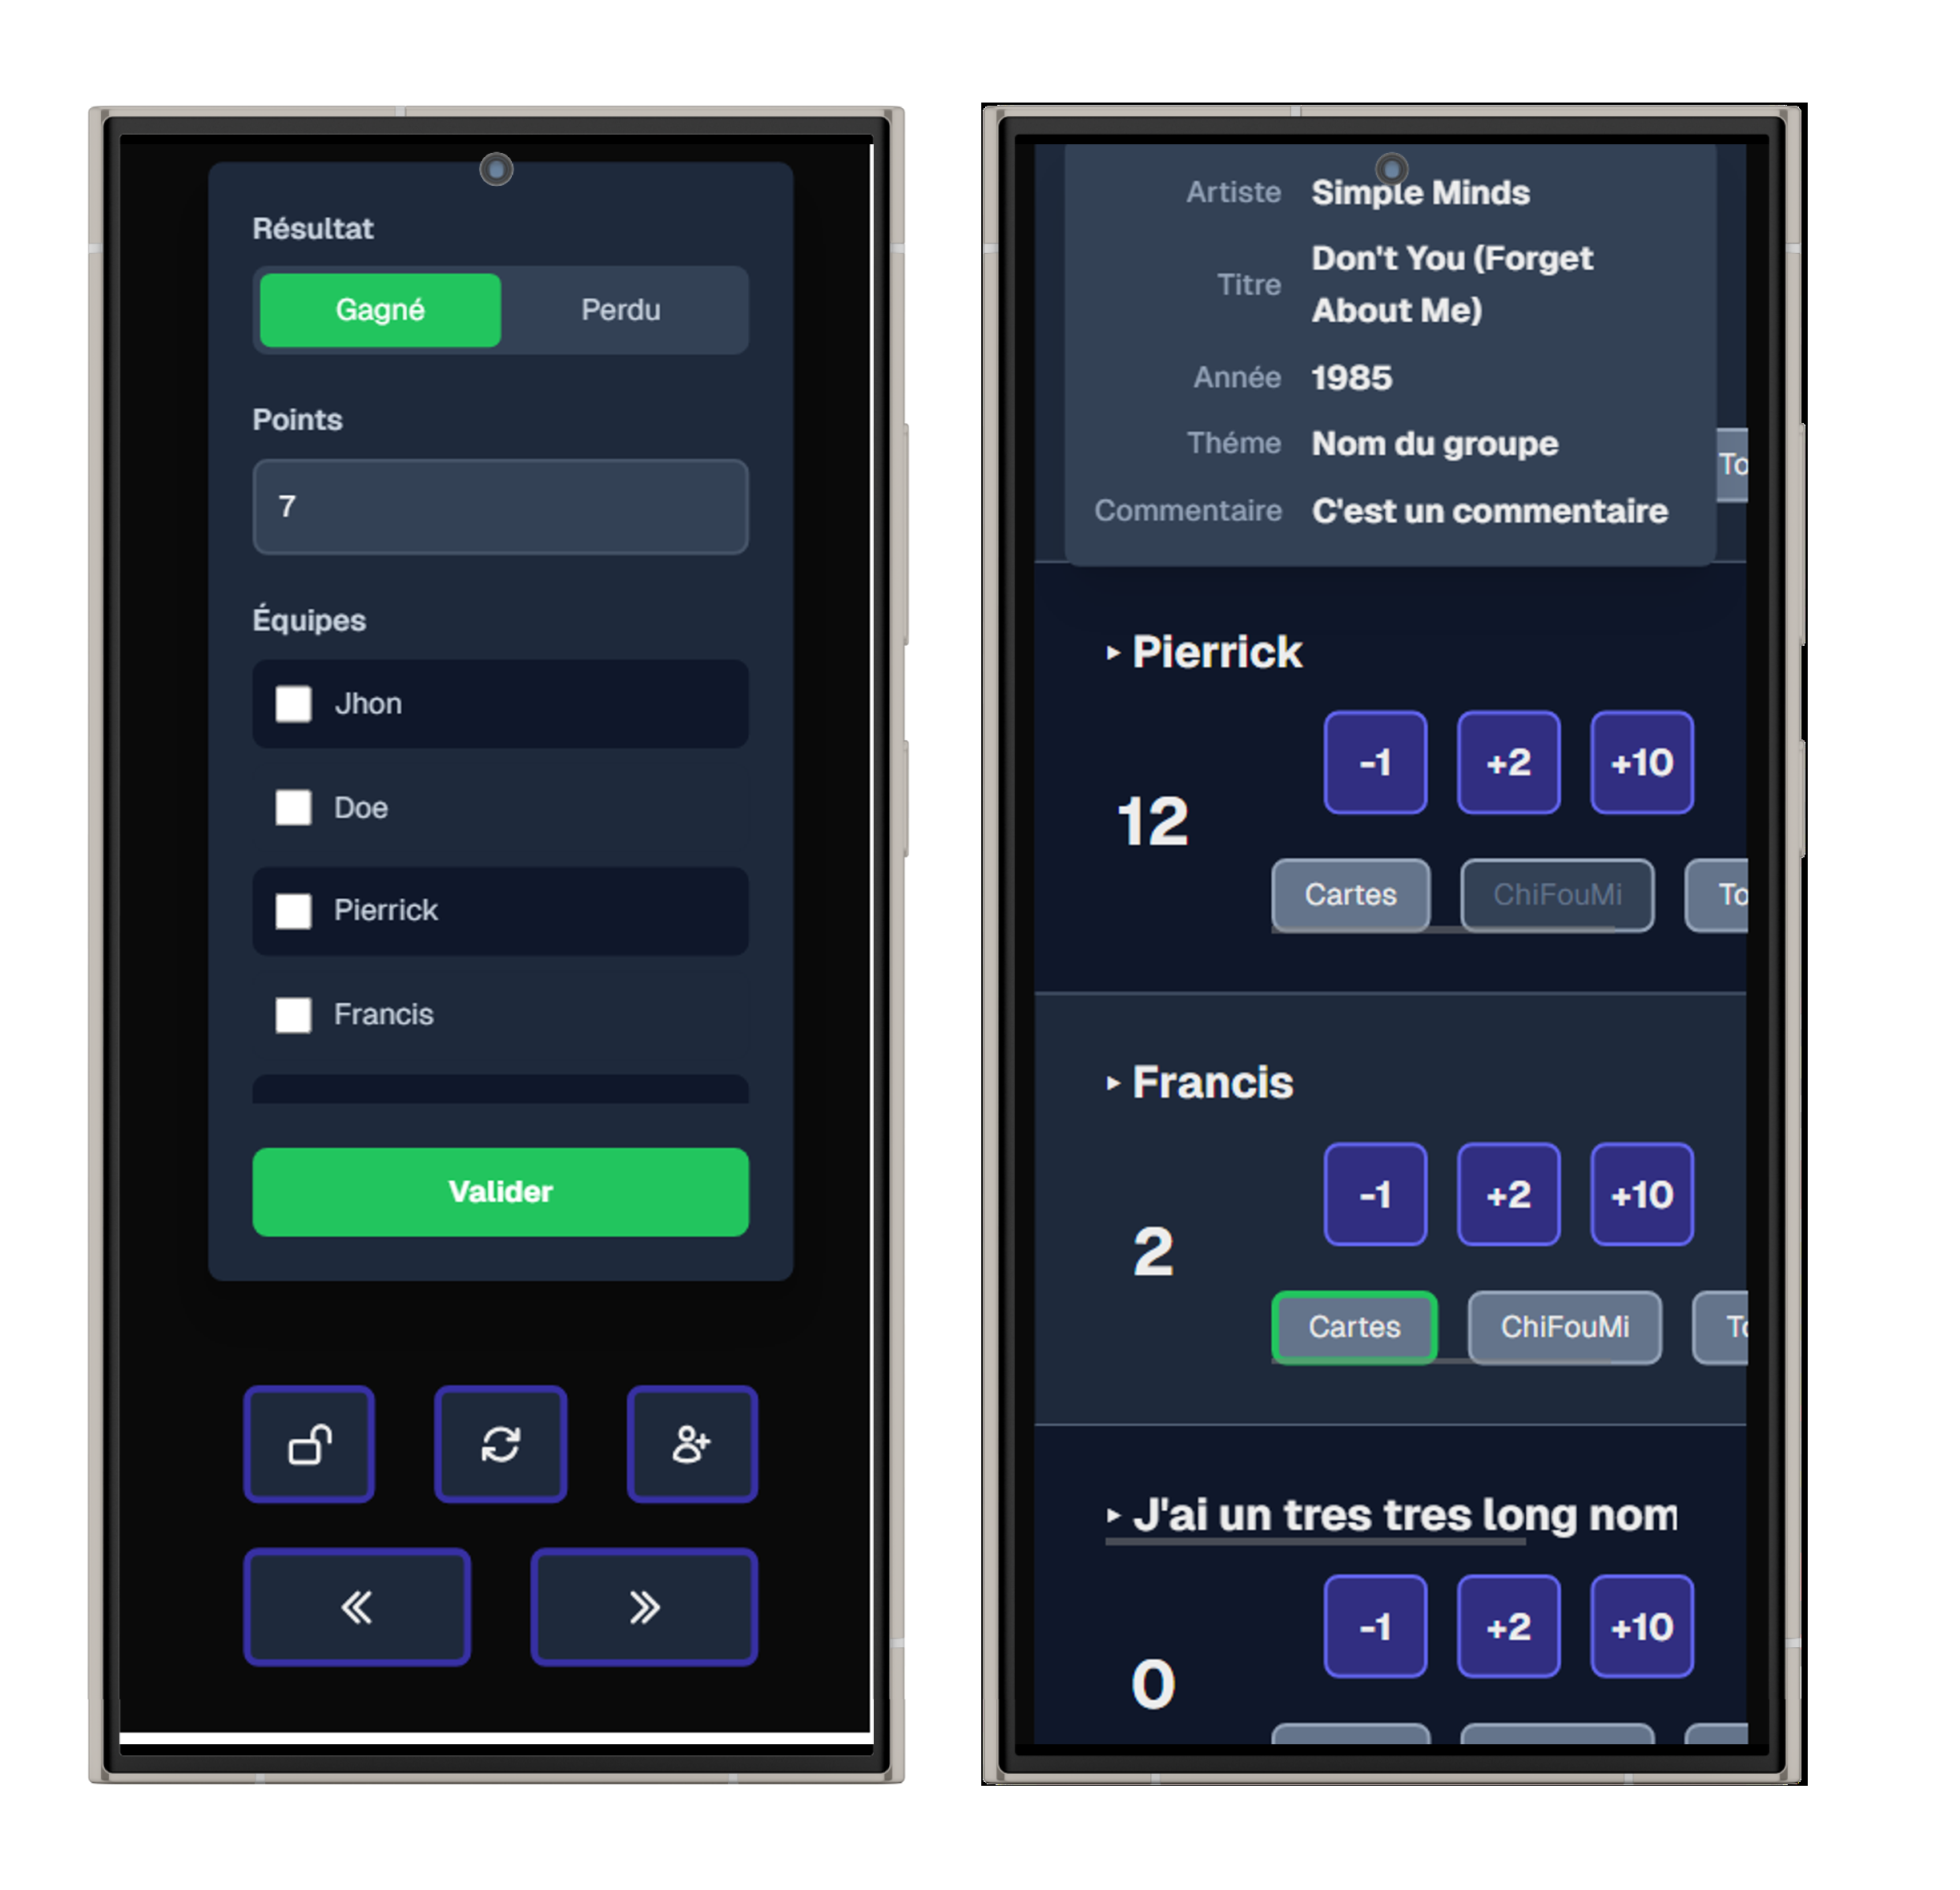 Résultat
Gagné Perdu
Points
7
Équipes
Jhon
Doe
Pierrick
Francis
Valider
Artiste Simple Minds
Titre Don't You (Forget
About Me)
Année 1985
Théme Nom du groupe
Commentaire C'est un commentaire
To
Pierrick
-1 +2 +10
12
Cartes ChiFouMi To
Francis
-1 +2 +10
2
Cartes ChiFouMi To
J'ai un tres tres long nom
-1 +2 +10
0